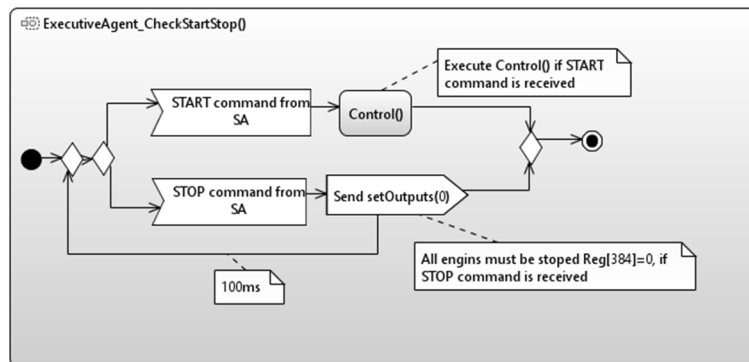 ExecutiveAgent_CheckStartStop()
Execute Control() if START
command is received
START command from
SA
Control()
STOP command from
SA
Send setOutputs(0)
All engins must be stoped Reg[384]=0, if
STOP command is received
100ms